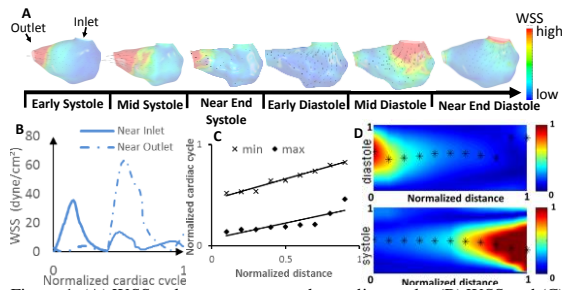 A
Outlet
Inlet
WSS
high
low
Early Systole
Mid Systole
Near End Systole
Early Diastole
Mid Diastole
Near End Diastole
B
Near Inlet
Near Outlet
WSS (dyne/cm²)
80
60
40
20
0
0
1
Normalized cardiac cycle
C
× min
◆ max
Normalized cardiac cycle
1
0
0
0.5
1
Normalized distance
D
diastole
1
0
1
0
0
Normalized distance
1
systole
1
0
1
0
0
Normalized distance
1